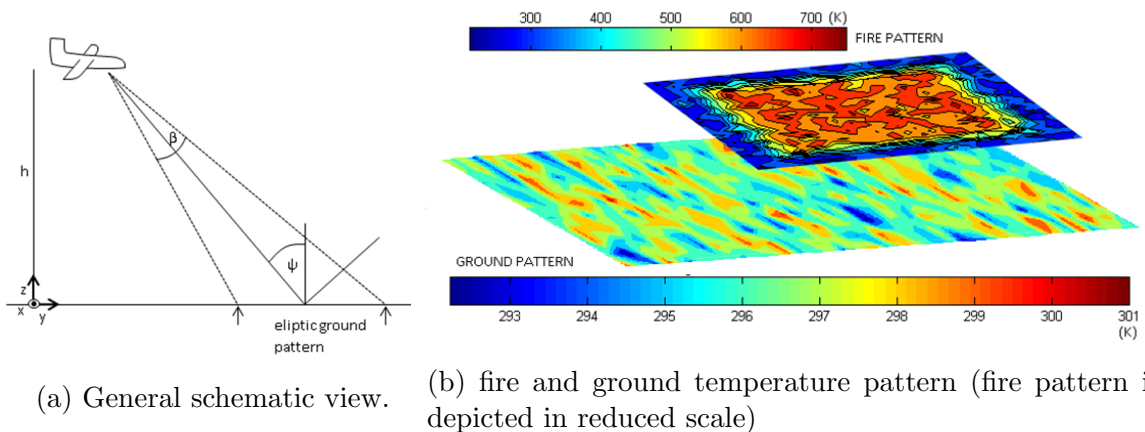 β
h
ψ
z
x
y
eliptic ground
pattern
(a) General schematic view.
300 400 500 600 700 (K)
FIRE PATTERN
GROUND PATTERN
293 294 295 296 297 298 299 300 301
(K)
(b) fire and ground temperature pattern (fire pattern i
depicted in reduced scale)